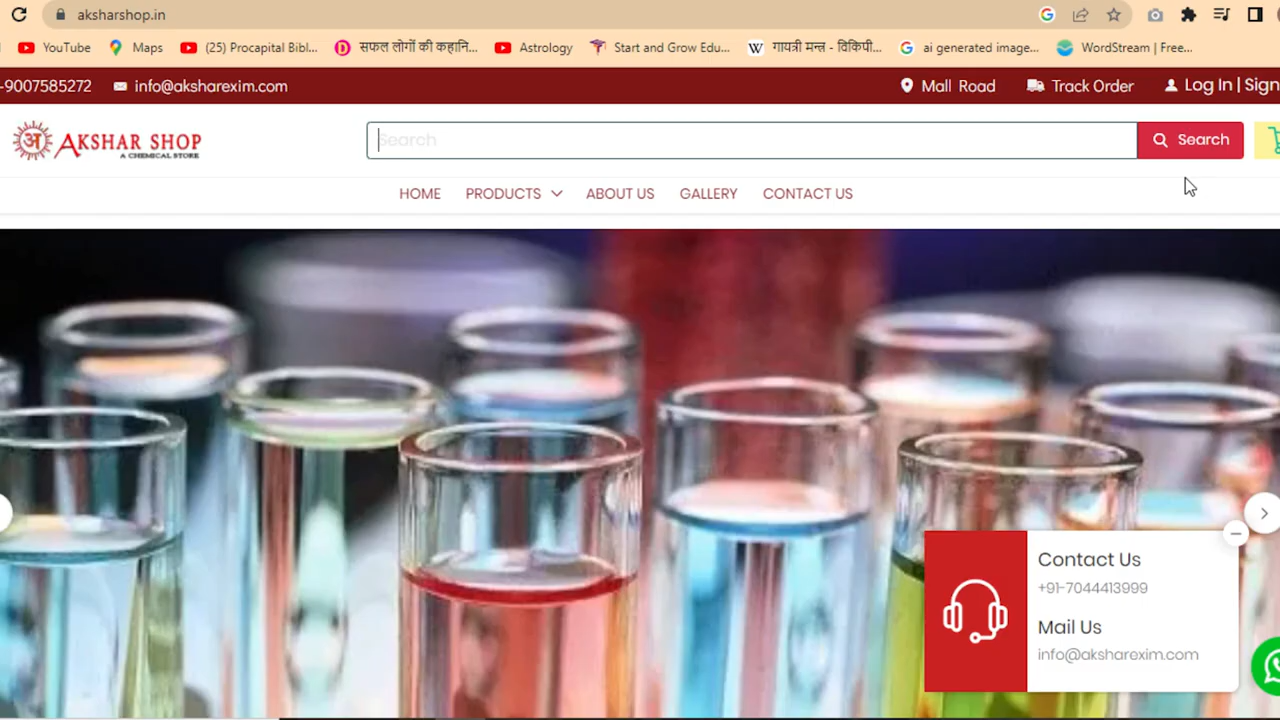 aksharshop.in
YouTube Maps (25) Procapital Bibl... सफल लोगों की कहानि... Astrology Start and Grow Edu... गायत्री मन्त्र - विकिपी... ai generated image... WordStream | Free...
-9007585272 info@aksharexim.com Mall Road Track Order Log In | Sign
अ AKSHAR SHOP
A CHEMICAL STORE
Search Search
HOME PRODUCTS ABOUT US GALLERY CONTACT US
Contact Us
+91-7044413999
Mail Us
info@aksharexim.com